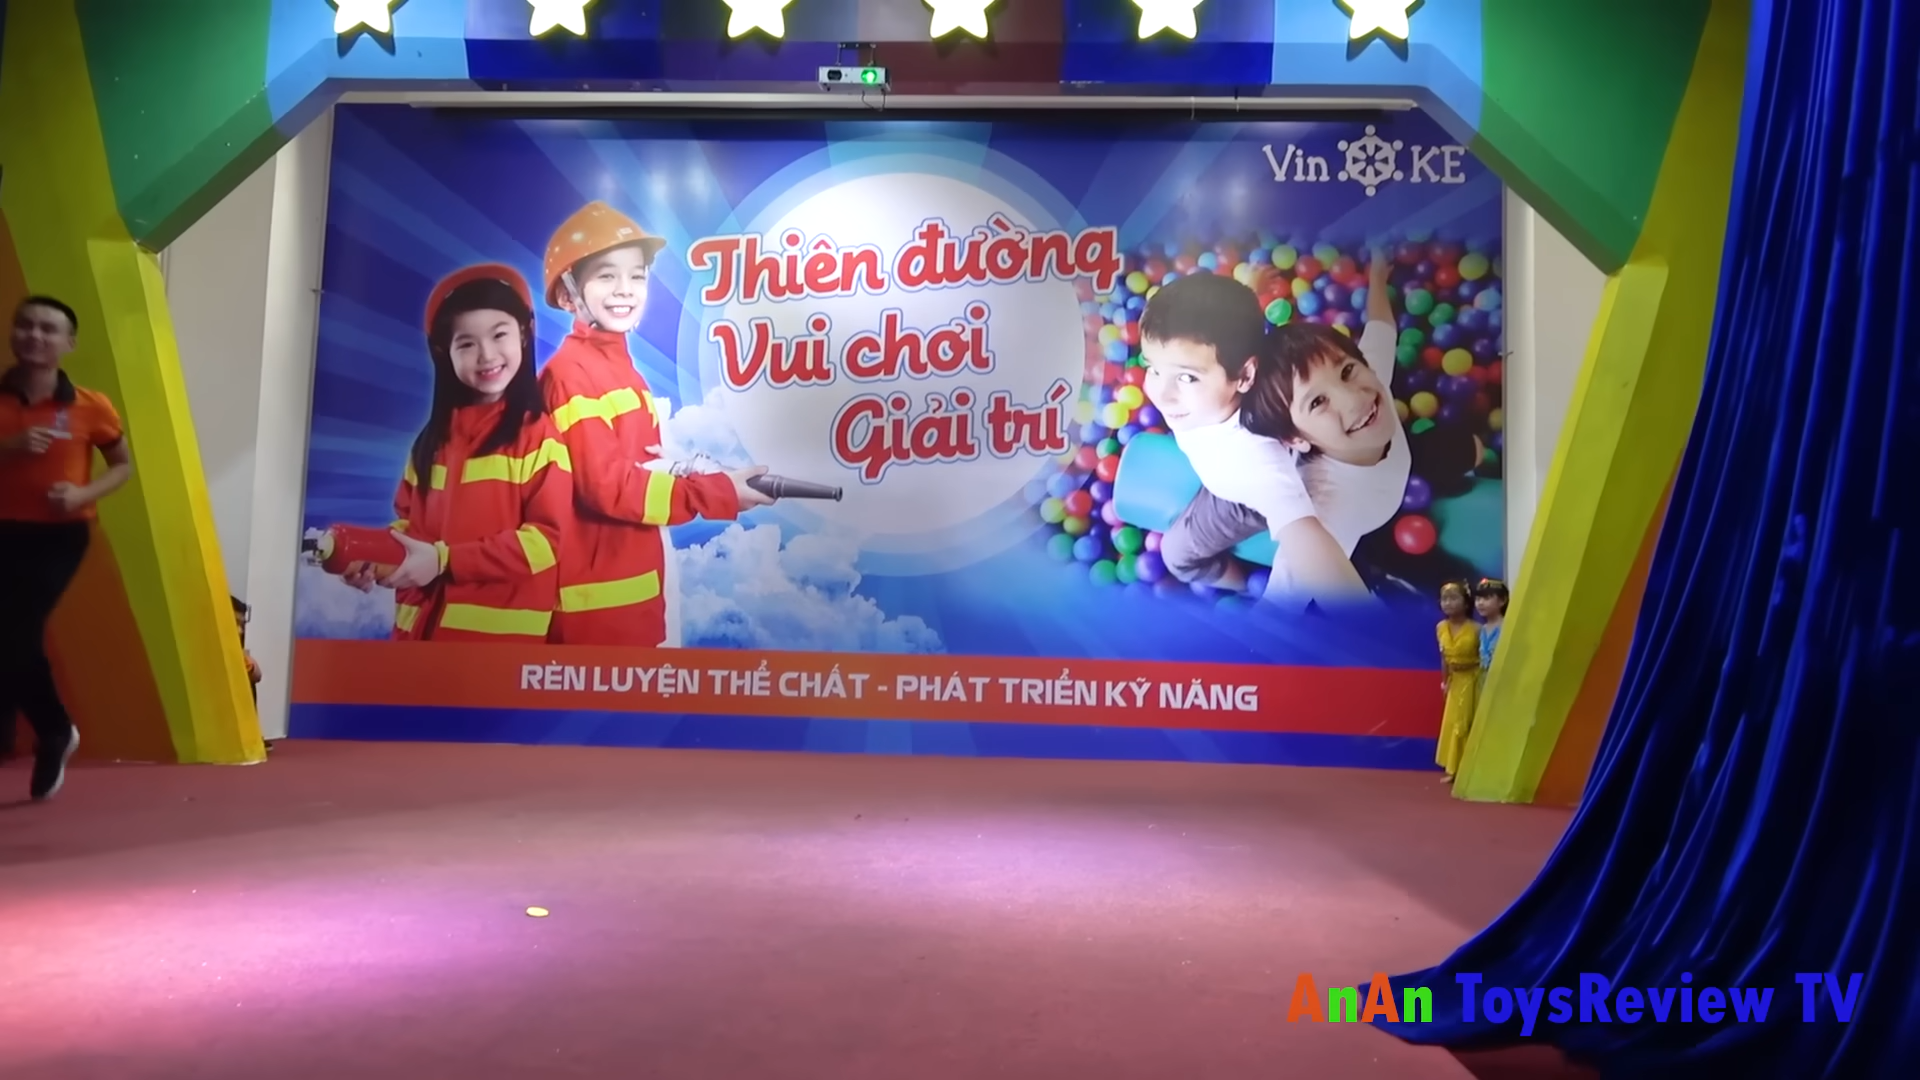 Vin KE
Thiên đường
Vui chơi
Giải trí
RÈN LUYỆN THỂ CHẤT - PHÁT TRIỂN KỸ NĂNG
AnAn ToysReview TV